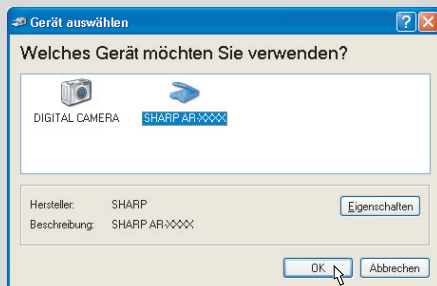 Gerät auswählen
Welches Gerät möchten Sie verwenden?
DIGITAL CAMERA
SHARP AR-XXXX
Hersteller: SHARP
Eigenschaften
Beschreibung: SHARP AR-XXXX
OK Abbrechen